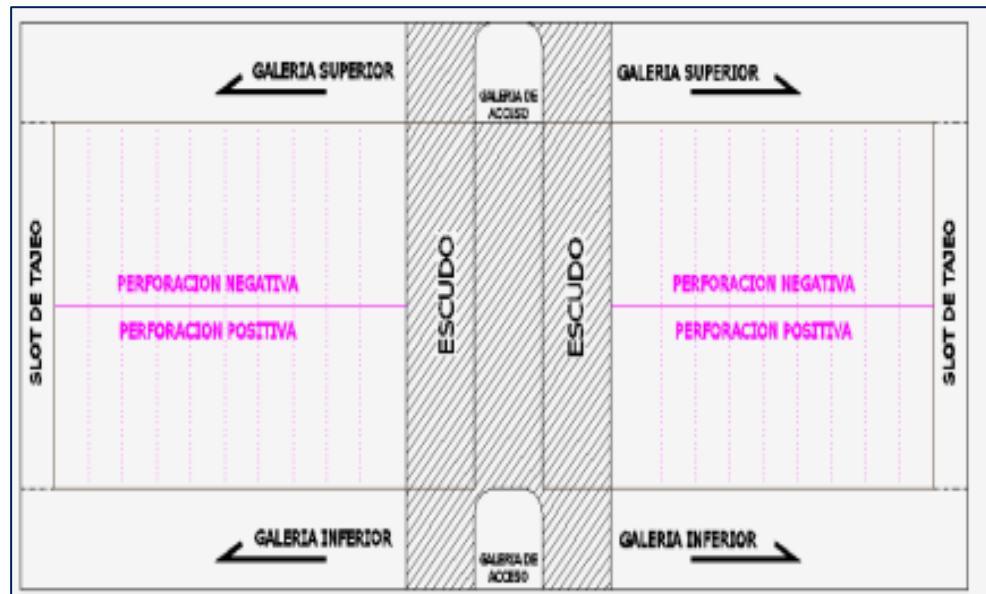 GALERIA SUPERIOR
GALERIA SUPERIOR
GALERIA DE
ACCESO
SLOT DE TAJEO
PERFORACION NEGATIVA
PERFORACION POSITIVA
ESCUDO
ESCUDO
PERFORACION NEGATIVA
PERFORACION POSITIVA
SLOT DE TAJEO
GALERIA INFERIOR
GALERIA INFERIOR
GALERIA DE
ACCESO